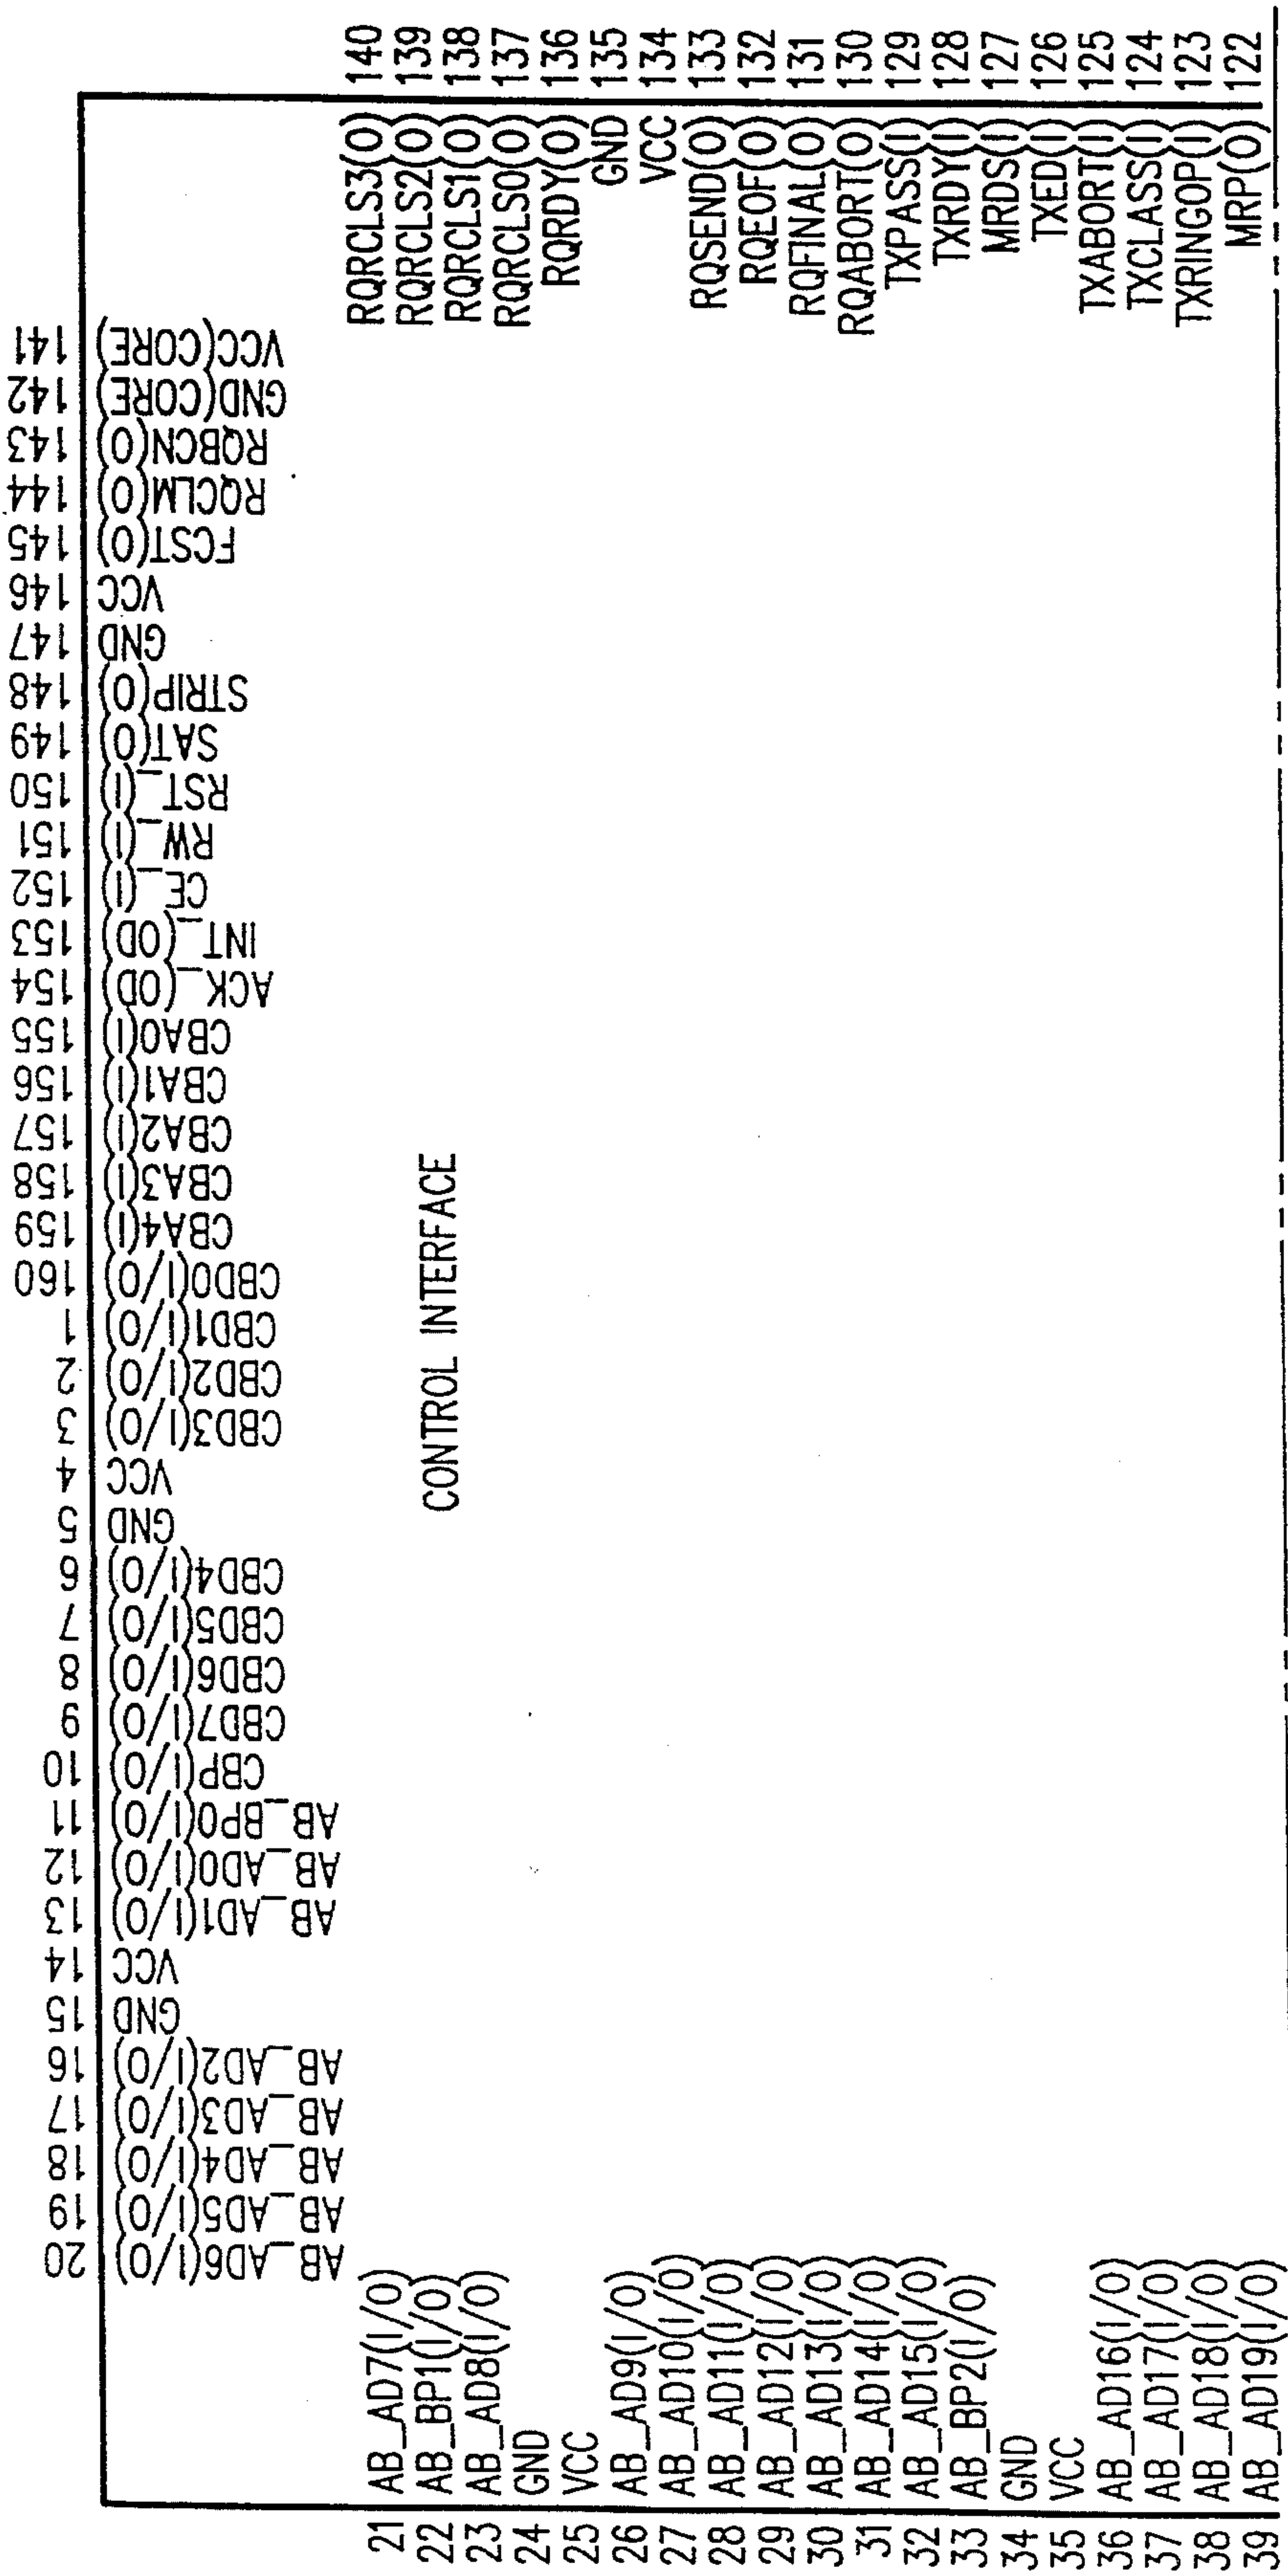 140 RQRCLS3(O)
139 RQRCLS2(O)
138 RQRCLS1(O)
137 RQRCLS0(O)
136 RQRDY(O)
135 GND
134 VCC
133 RQSEND(O)
132 RQEOF(O)
131 RQFINAL(O)
130 RQABORT(O)
129 TXPASS(I)
128 TXRDY(I)
127 MRDS(I)
126 TXED(I)
125 TXABORT(I)
124 TXCLASS(I)
123 TXRINGOP(I)
122 MRP(O)
141 VCC(CORE)
142 GND(CORE)
143 RQBCN(O)
144 RQCLM(O)
145 FCST(O)
146 VCC
147 GND
148 STRIP(O)
149 SAT(O)
150 RST_(I)
151 RW_(I)
152 CE_(I)
153 INT_(OD)
154 ACK_(OD)
155 CBA0(I)
156 CBA1(I)
157 CBA2(I)
158 CBA3(I)
159 CBA4(I)
160 CBD0(I/O)
1 CBD1(I/O)
2 CBD2(I/O)
3 CBD3(I/O)
4 VCC
5 GND
6 CBD4(I/O)
7 CBD5(I/O)
8 CBD6(I/O)
9 CBD7(I/O)
10 CBP(I/O)
11 AB_BP0(I/O)
12 AB_AD0(I/O)
13 AB_AD1(I/O)
14 VCC
15 GND
16 AB_AD2(I/O)
17 AB_AD3(I/O)
18 AB_AD4(I/O)
19 AB_AD5(I/O)
20 AB_AD6(I/O)
CONTROL INTERFACE
21 AB_AD7(I/O)
22 AB_BP1(I/O)
23 AB_AD8(I/O)
24 GND
25 VCC
26 AB_AD9(I/O)
27 AB_AD10(I/O)
28 AB_AD11(I/O)
29 AB_AD12(I/O)
30 AB_AD13(I/O)
31 AB_AD14(I/O)
32 AB_AD15(I/O)
33 AB_BP2(I/O)
34 GND
35 VCC
36 AB_AD16(I/O)
37 AB_AD17(I/O)
38 AB_AD18(I/O)
39 AB_AD19(I/O)